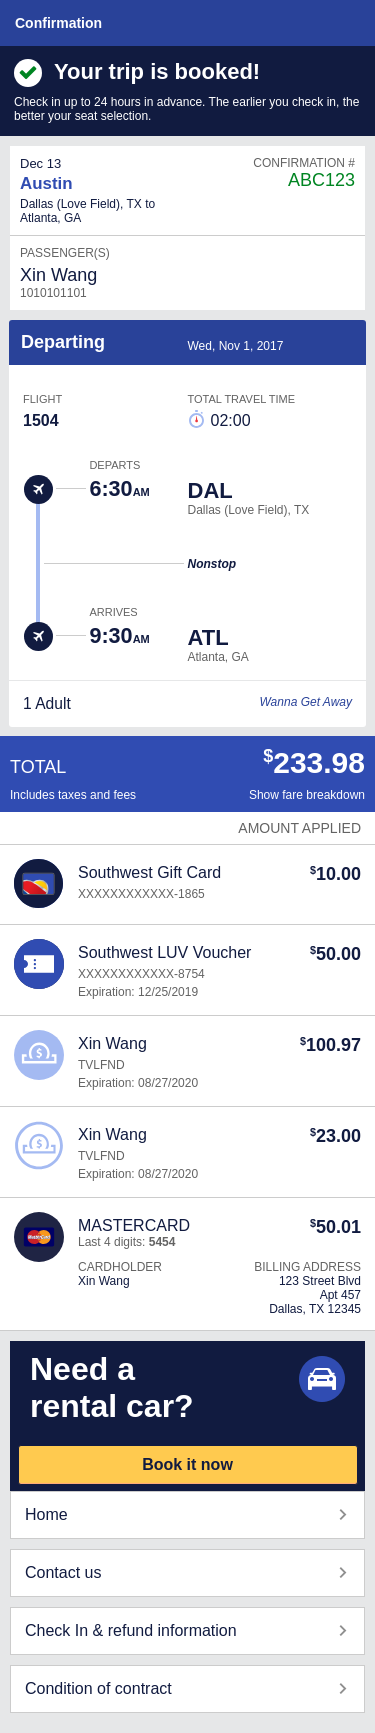 Confirmation
Your trip is booked!
Check in up to 24 hours in advance. The earlier you check in, the
better your seat selection.
Dec 13
CONFIRMATION #
Austin
ABC123
Dallas (Love Field), TX to
Atlanta, GA
PASSENGER(S)
Xin Wang
1010101101
Departing
Wed, Nov 1, 2017
FLIGHT
TOTAL TRAVEL TIME
1504
02:00
DEPARTS
6:30AM
DAL
Dallas (Love Field), TX
Nonstop
ARRIVES
9:30AM
ATL
Atlanta, GA
1 Adult
Wanna Get Away
TOTAL
$233.98
Includes taxes and fees
Show fare breakdown
AMOUNT APPLIED
Southwest Gift Card
$10.00
XXXXXXXXXXXX-1865
Southwest LUV Voucher
$50.00
XXXXXXXXXXXX-8754
Expiration: 12/25/2019
Xin Wang
$100.97
TVLFND
Expiration: 08/27/2020
Xin Wang
$23.00
TVLFND
Expiration: 08/27/2020
MasterCard
MASTERCARD
$50.01
Last 4 digits: 5454
CARDHOLDER
BILLING ADDRESS
Xin Wang
123 Street Blvd
Apt 457
Dallas, TX 12345
Need a
rental car?
Book it now
Home
Contact us
Check In & refund information
Condition of contract